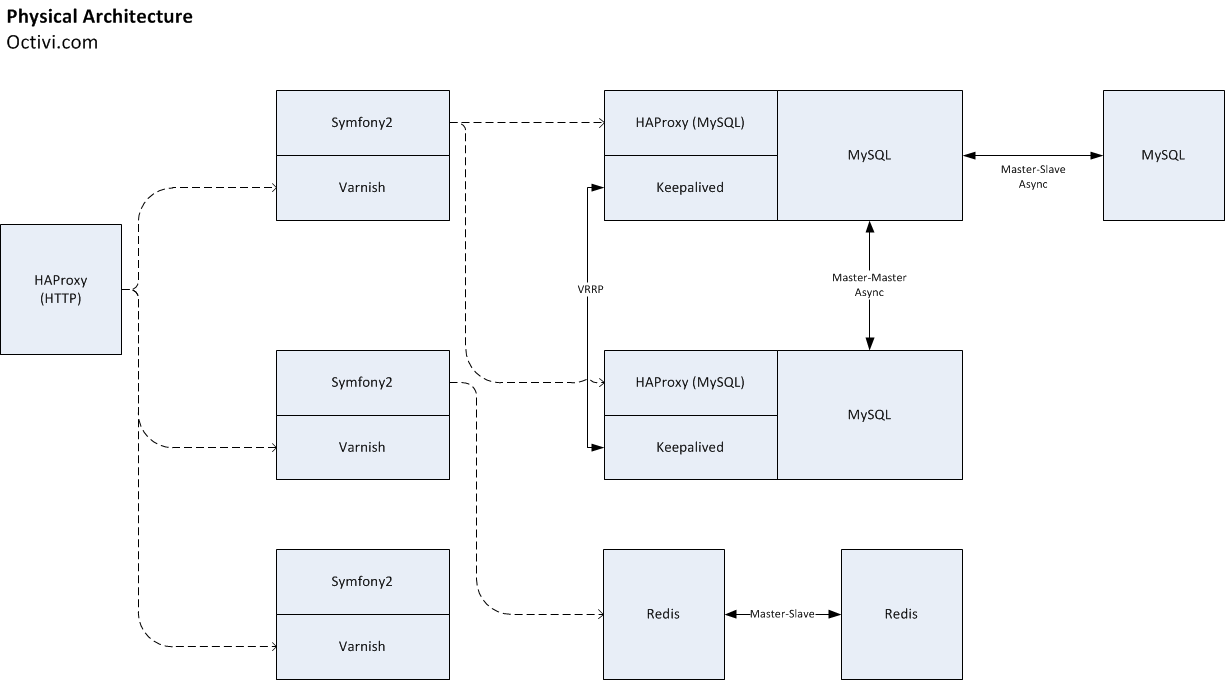 Physical Architecture
Octivi.com
Symfony2
Varnish
HAProxy (MySQL)
Keepalived
MySQL
Master-Slave
Async
MySQL
HAProxy
(HTTP)
VRRP
Master-Master
Async
Symfony2
Varnish
HAProxy (MySQL)
Keepalived
MySQL
Symfony2
Varnish
Redis
Master-Slave
Redis